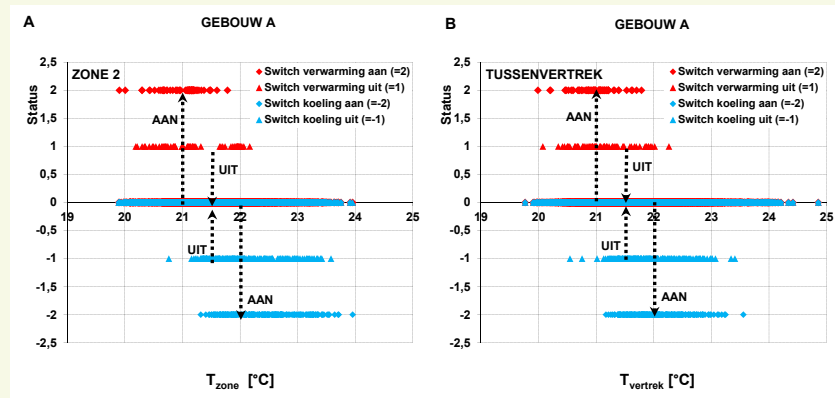 A
GEBOUW A
ZONE 2
Switch verwarming aan (=2)
Switch verwarming uit (=1)
Switch koeling aan (=-2)
Switch koeling uit (=-1)
Status
2,5
2
1,5
1
0,5
0
-0,5
-1
-1,5
-2
-2,5
AAN
UIT
UIT
AAN
19 20 21 22 23 24 25
Tzone [°C]
B
GEBOUW A
TUSSENVERTREK
Switch verwarming aan (=2)
Switch verwarming uit (=1)
Switch koeling aan (=-2)
Switch koeling uit (=-1)
Status
2,5
2
1,5
1
0,5
0
-0,5
-1
-1,5
-2
-2,5
AAN
UIT
UIT
AAN
19 20 21 22 23 24 25
Tvertrek [°C]